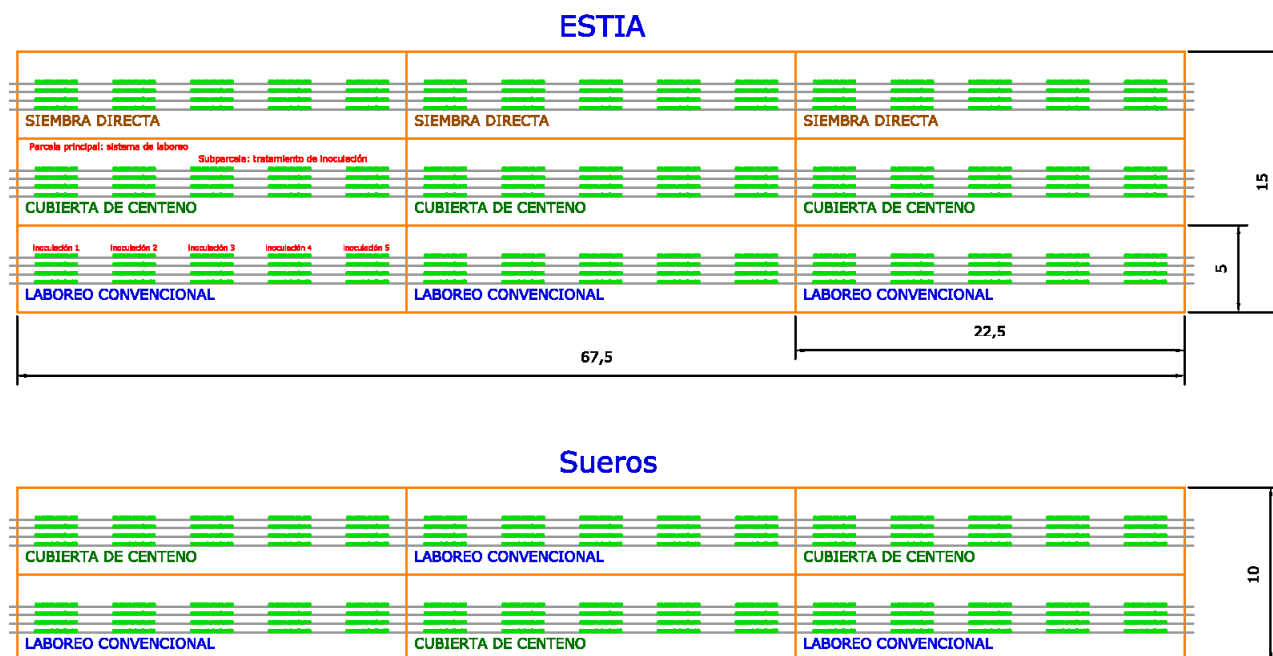 ESTIA
SIEMBRA DIRECTA SIEMBRA DIRECTA SIEMBRA DIRECTA
Parcela principal: sistema de laboreo
Subparcela: tratamiento de inoculación
15
CUBIERTA DE CENTENO CUBIERTA DE CENTENO CUBIERTA DE CENTENO
Inoculación 1 Inoculación 2 Inoculación 3 Inoculación 4 Inoculación 5
5
LABOREO CONVENCIONAL LABOREO CONVENCIONAL LABOREO CONVENCIONAL
22,5
67,5
Sueros
CUBIERTA DE CENTENO LABOREO CONVENCIONAL CUBIERTA DE CENTENO
10
LABOREO CONVENCIONAL CUBIERTA DE CENTENO LABOREO CONVENCIONAL